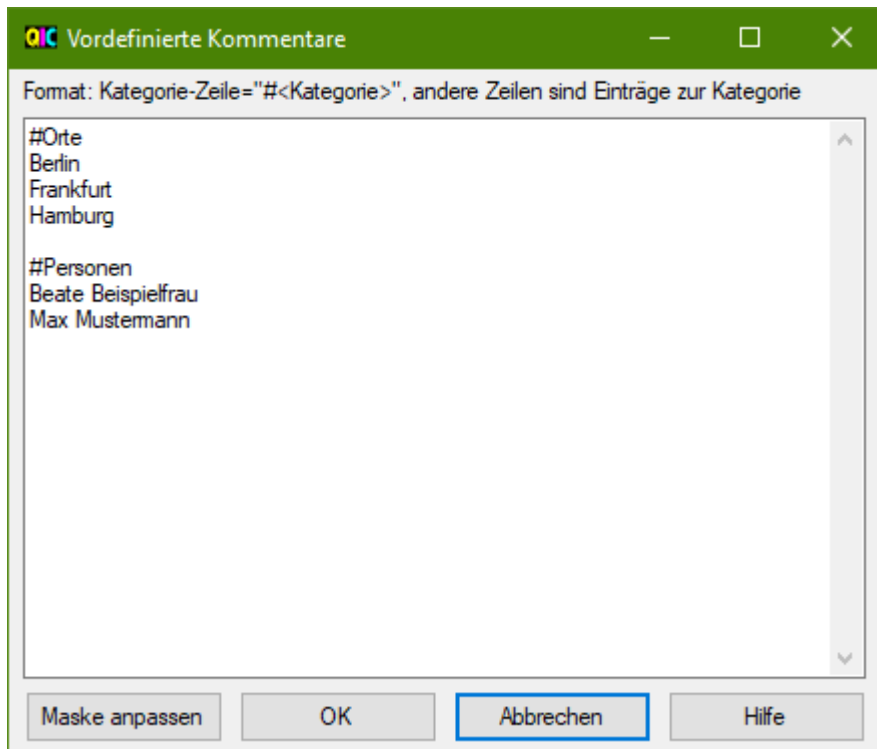 QIC Vordefinierte Kommentare
Format: Kategorie-Zeile="#<Kategorie>", andere Zeilen sind Einträge zur Kategorie
#Orte
Berlin
Frankfurt
Hamburg
#Personen
Beate Beispielfrau
Max Mustermann
Maske anpassen OK Abbrechen Hilfe